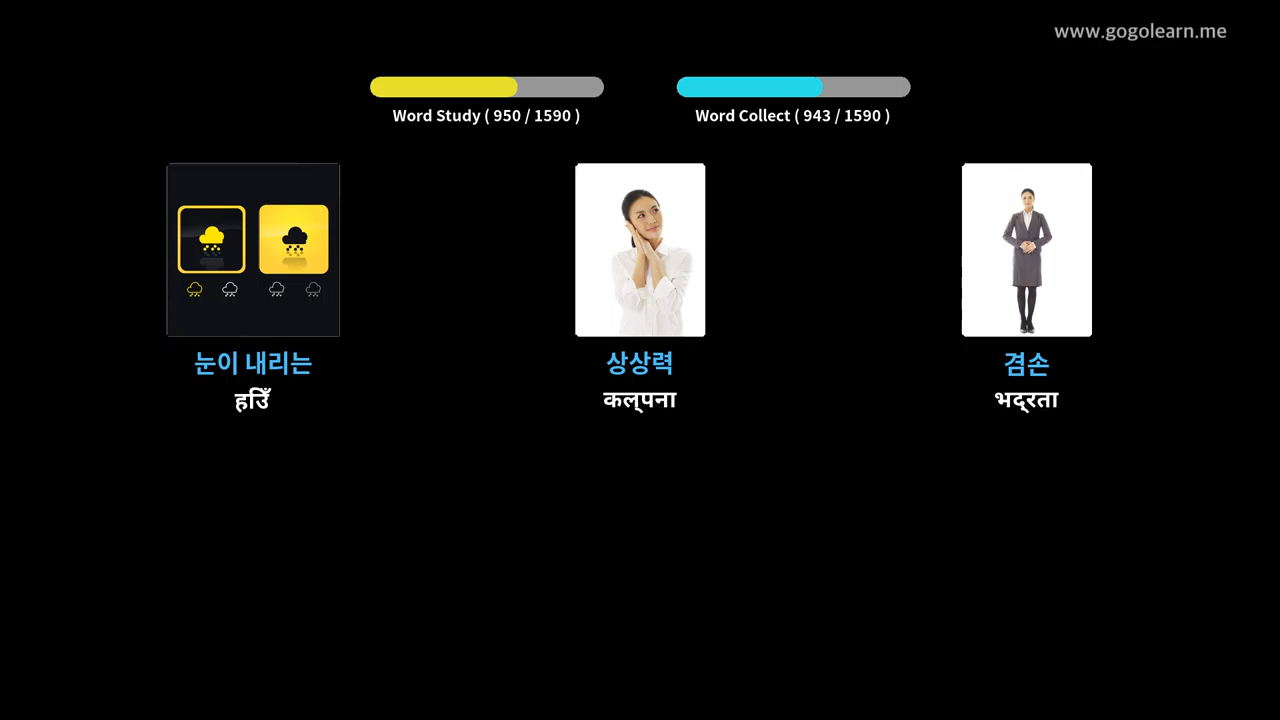 www.gogolearn.me
Word Study ( 950 / 1590 )
Word Collect ( 943 / 1590 )
눈이 내리는
상상력
겸손
हिउँ
कल्पना
भद्रता